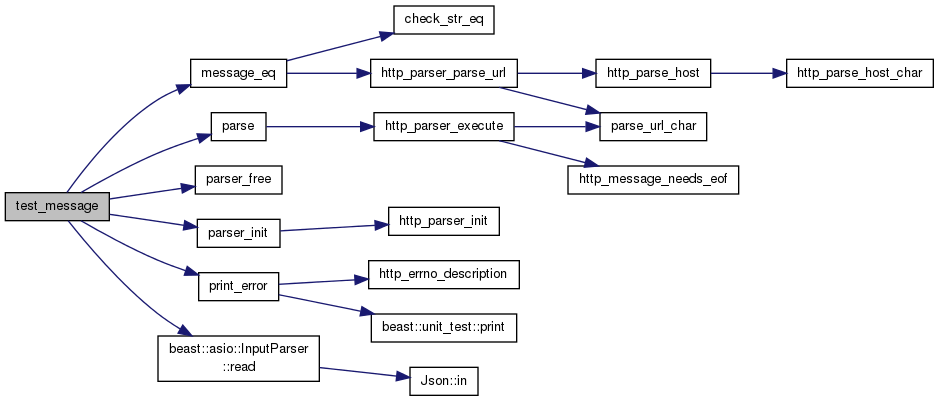 check_str_eq
message_eq
http_parser_parse_url
http_parse_host
http_parse_host_char
parse
http_parser_execute
parse_url_char
parser_free
http_message_needs_eof
test_message
parser_init
http_parser_init
print_error
http_errno_description
beast::unit_test::print
beast::asio::InputParser
::read
Json::in